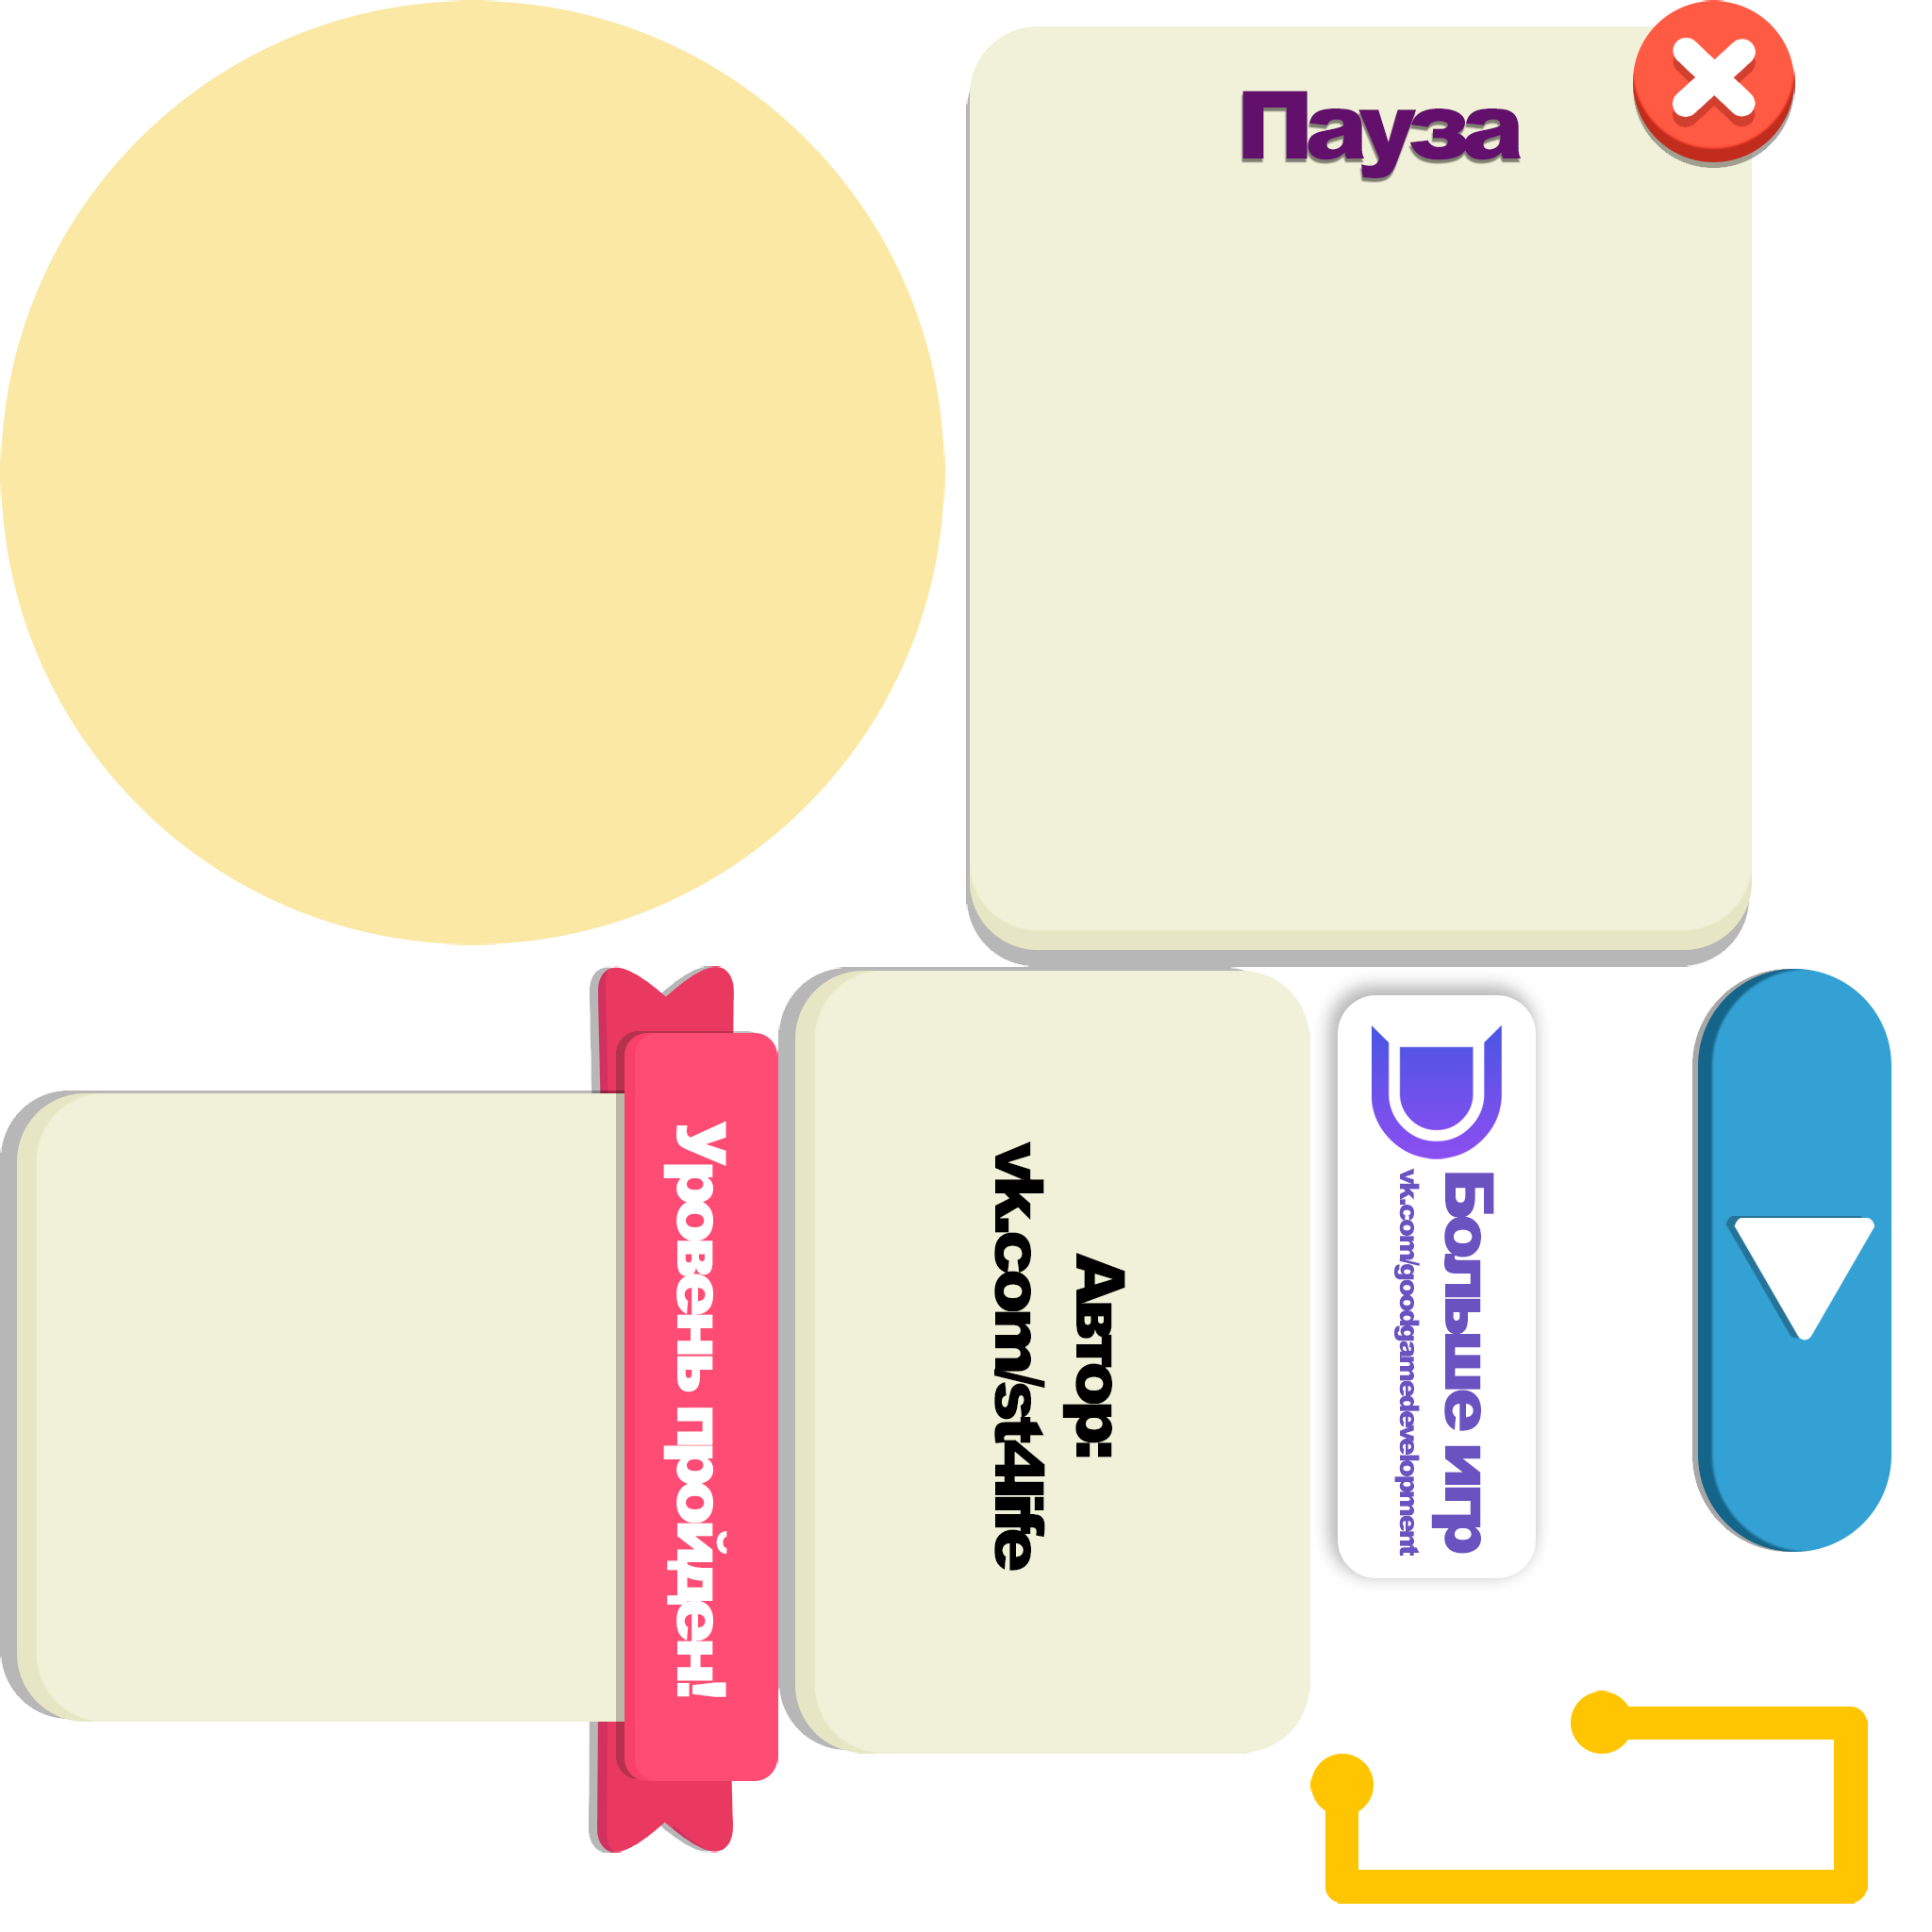 Пауза
Уровень пройден!
Автор:
vk.com/st4life
Больше игр
vk.com/goodgamedevelopment